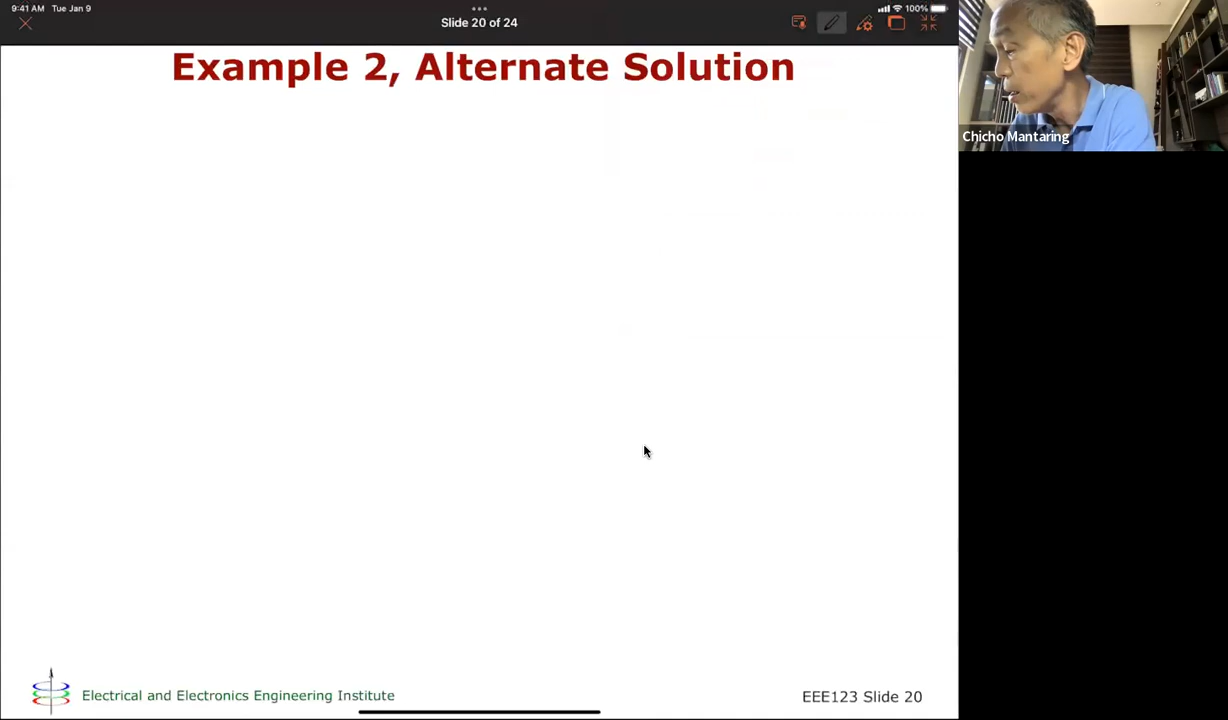 9:41 AM Tue Jan 9
100%
Slide 20 of 24
Example 2, Alternate Solution
Chicho Mantaring
Electrical and Electronics Engineering Institute
EEE123 Slide 20